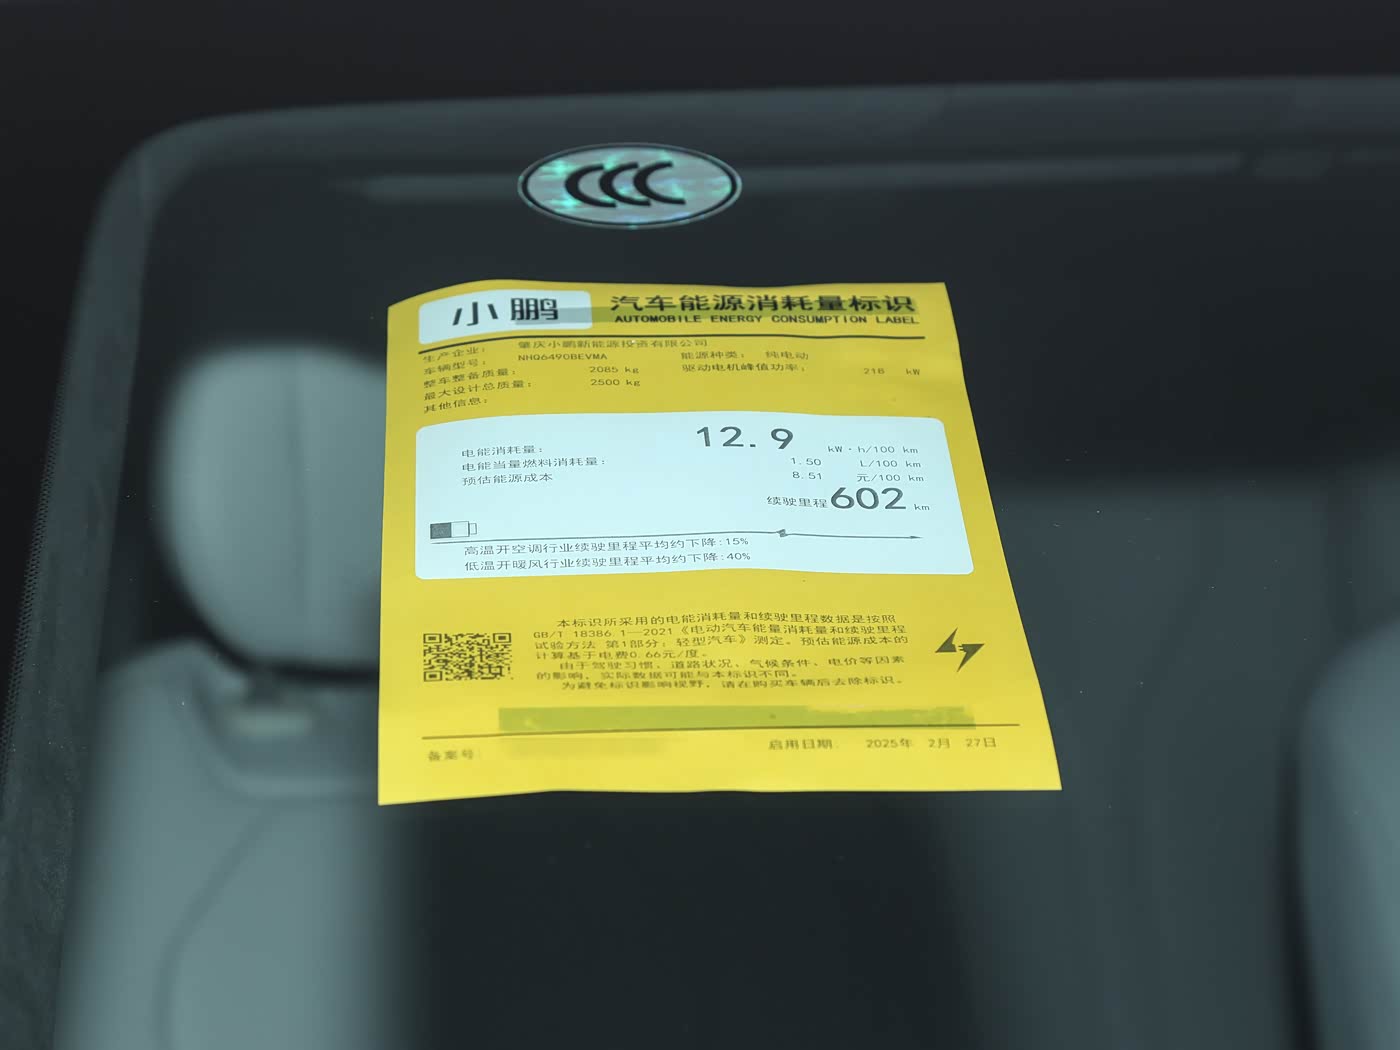 CCC
小鹏 汽车能源消耗量标识
AUTOMOBILE ENERGY CONSUMPTION LABEL
生产企业: 肇庆小鹏新能源投资有限公司
车辆型号: NHQ6490BEVMA 能源种类: 纯电动
整车整备质量: 2085 kg 驱动电机峰值功率: 218 kW
最大设计总质量: 2500 kg
其他信息:
电能消耗量: 12.9 kW·h/100 km
电能当量燃料消耗量: 1.50 L/100 km
预估能源成本 8.51 元/100 km
续驶里程602 km
高温开空调行业续驶里程平均约下降:15%
低温开暖风行业续驶里程平均约下降:40%
本标识所采用的电能消耗量和续驶里程数据是按照
GB/T 18386.1—2021《电动汽车能量消耗量和续驶里程
试验方法 第1部分: 轻型汽车》测定。预估能源成本的
计算基于电费0.66元/度。
由于驾驶习惯、道路状况、气候条件、电价等因素
的影响, 实际数据可能与本标识不同。
为避免标识影响视野, 请在购买车辆后去除标识。
备案号: 启用日期: 2025年 2月 27日